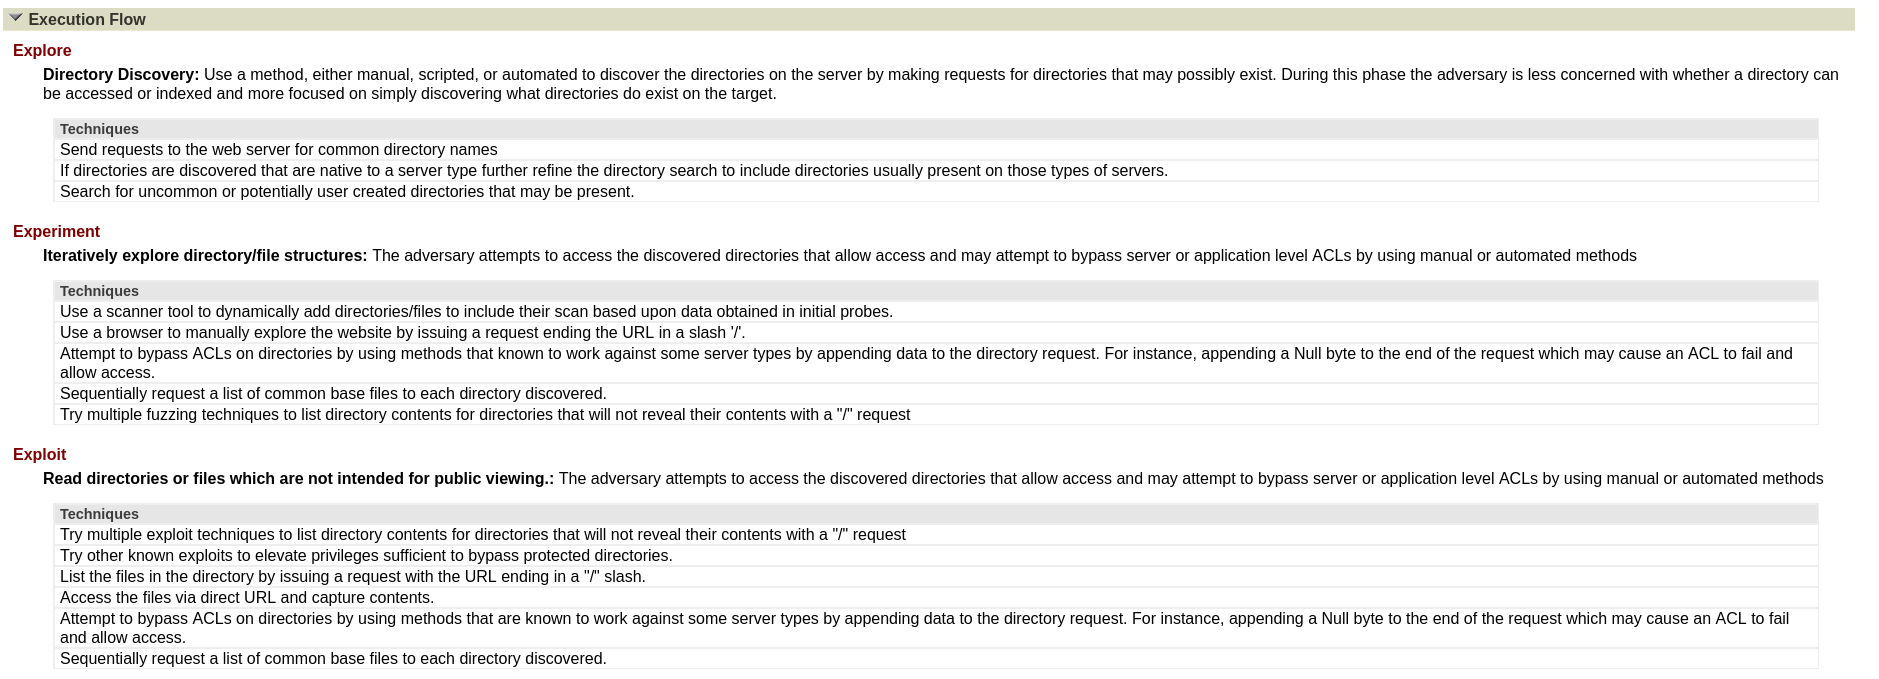 Execution Flow
Explore
Directory Discovery: Use a method, either manual, scripted, or automated to discover the directories on the server by making requests for directories that may possibly exist. During this phase the adversary is less concerned with whether a directory can
be accessed or indexed and more focused on simply discovering what directories do exist on the target.
Techniques
Send requests to the web server for common directory names
If directories are discovered that are native to a server type further refine the directory search to include directories usually present on those types of servers.
Search for uncommon or potentially user created directories that may be present.
Experiment
Iteratively explore directory/file structures: The adversary attempts to access the discovered directories that allow access and may attempt to bypass server or application level ACLs by using manual or automated methods
Techniques
Use a scanner tool to dynamically add directories/files to include their scan based upon data obtained in initial probes.
Use a browser to manually explore the website by issuing a request ending the URL in a slash '/'.
Attempt to bypass ACLs on directories by using methods that known to work against some server types by appending data to the directory request. For instance, appending a Null byte to the end of the request which may cause an ACL to fail and
allow access.
Sequentially request a list of common base files to each directory discovered.
Try multiple fuzzing techniques to list directory contents for directories that will not reveal their contents with a "/" request
Exploit
Read directories or files which are not intended for public viewing.: The adversary attempts to access the discovered directories that allow access and may attempt to bypass server or application level ACLs by using manual or automated methods
Techniques
Try multiple exploit techniques to list directory contents for directories that will not reveal their contents with a "/" request
Try other known exploits to elevate privileges sufficient to bypass protected directories.
List the files in the directory by issuing a request with the URL ending in a "/" slash.
Access the files via direct URL and capture contents.
Attempt to bypass ACLs on directories by using methods that are known to work against some server types by appending data to the directory request. For instance, appending a Null byte to the end of the request which may cause an ACL to fail
and allow access.
Sequentially request a list of common base files to each directory discovered.